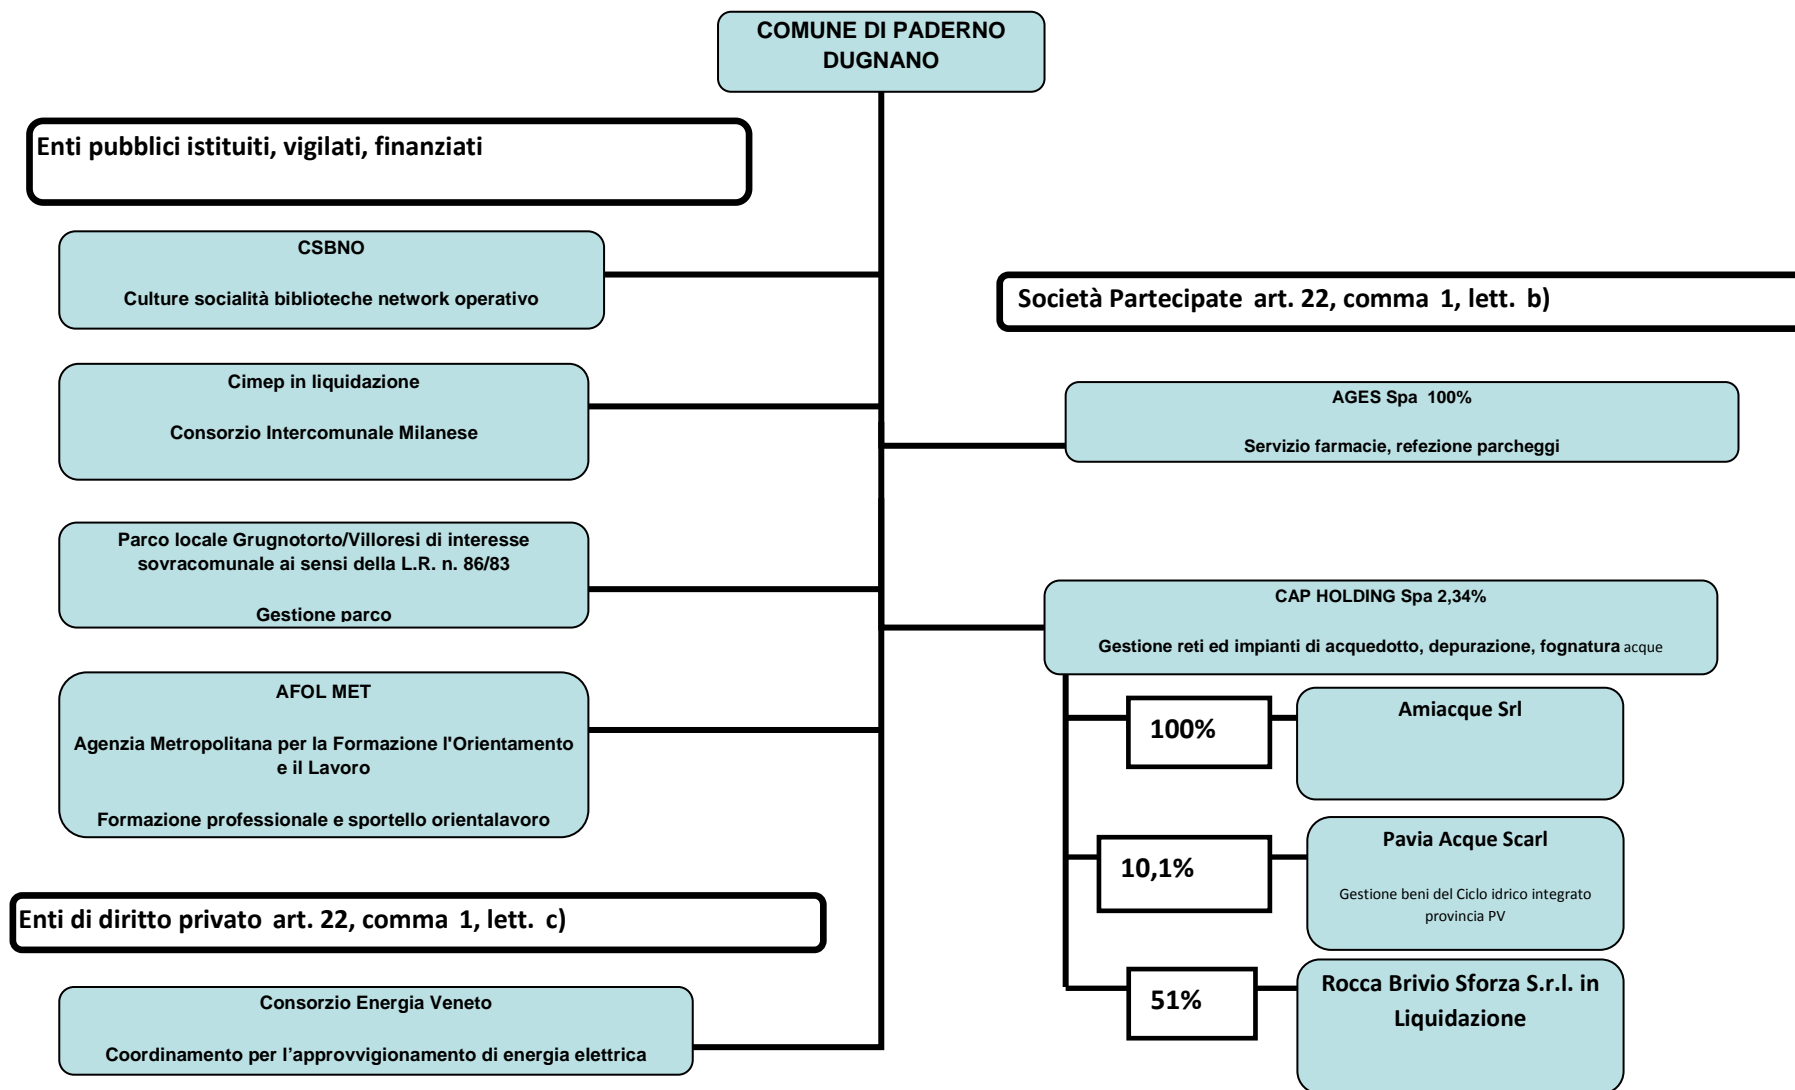 COMUNE DI PADERNO
DUGNANO
Enti pubblici istituiti, vigilati, finanziati
CSBNO
Culture socialità biblioteche network operativo
Cimep in liquidazione
Consorzio Intercomunale Milanese
Parco locale Grugnotorto/Villoresi di interesse
sovracomunale ai sensi della L.R. n. 86/83
Gestione parco
AFOL MET
Agenzia Metropolitana per la Formazione l'Orientamento
e il Lavoro
Formazione professionale e sportello orientalavoro
Enti di diritto privato art. 22, comma 1, lett. c)
Consorzio Energia Veneto
Coordinamento per l’approvvigionamento di energia elettrica
Società Partecipate art. 22, comma 1, lett. b)
AGES Spa 100%
Servizio farmacie, refezione parcheggi
CAP HOLDING Spa 2,34%
Gestione reti ed impianti di acquedotto, depurazione, fognatura acque
100%
Amiacque Srl
10,1%
Pavia Acque Scarl
Gestione beni del Ciclo idrico integrato
provincia PV
51%
Rocca Brivio Sforza S.r.l. in
Liquidazione